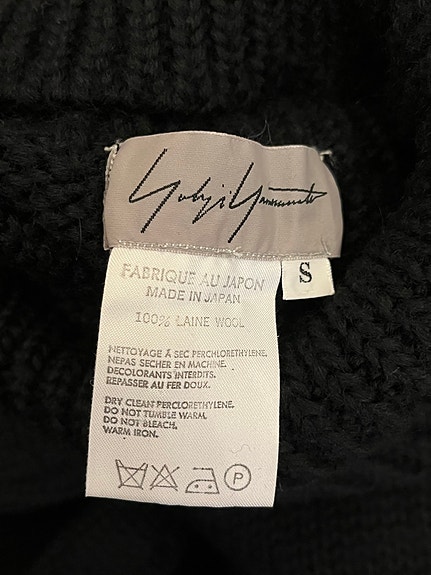 Yohji Yamamoto
S
FABRIQUE AU JAPON
MADE IN JAPAN
100% LAINE WOOL
NETTOYAGE À SEC PERCHLORETHYLENE.
NEPAS SECHER EN MACHINE.
DECOLORANTS INTERDITS.
REPASSER AU FER DOUX.
DRY CLEAN PERCLORETHYLENE.
DO NOT TUMBLE WARM.
DO NOT BLEACH.
WARM IRON.
P